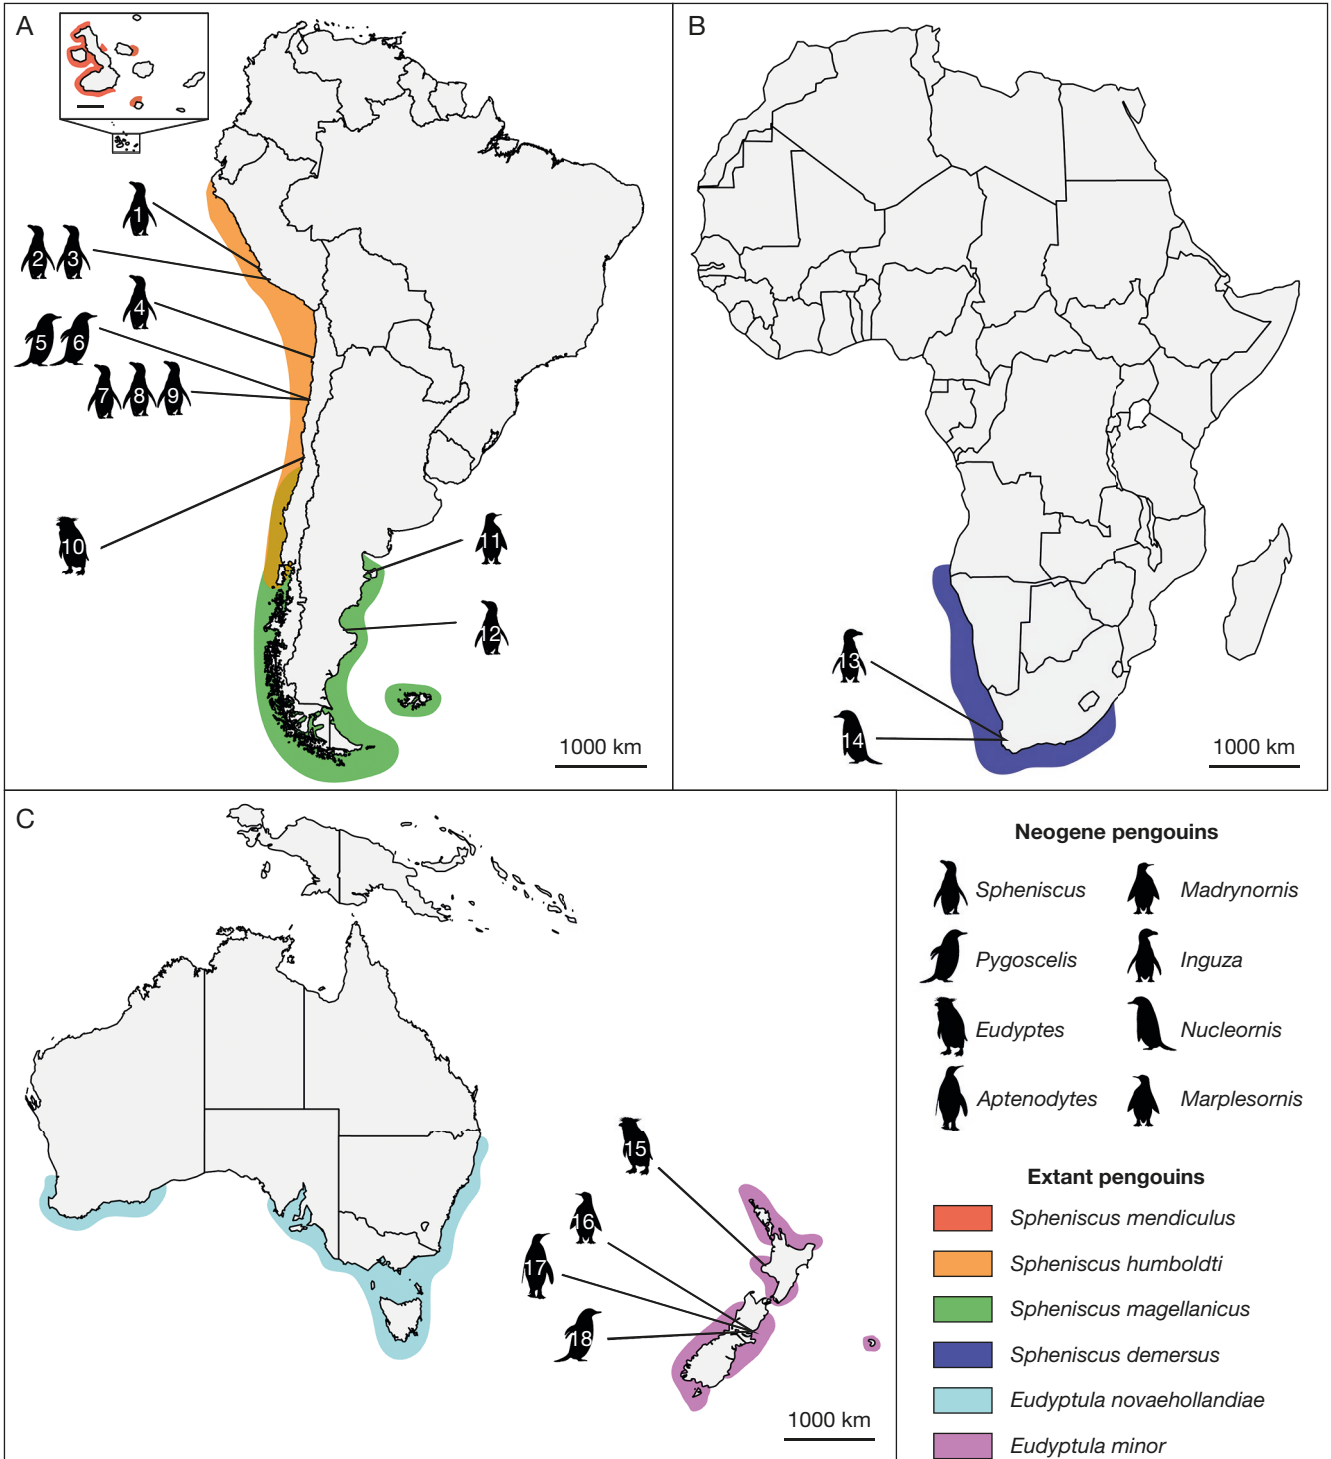 A
1
2 3
4
5 6
7 8 9
10
11
12
1000 km
B
13
14
1000 km
C
15
16
17
18
1000 km
Neogene pengouins
Spheniscus
Madrynornis
Pygoscelis
Inguza
Eudyptes
Nucleornis
Aptenodytes
Marplesornis
Extant pengouins
Spheniscus mendiculus
Spheniscus humboldti
Spheniscus magellanicus
Spheniscus demersus
Eudyptula novaehollandiae
Eudyptula minor